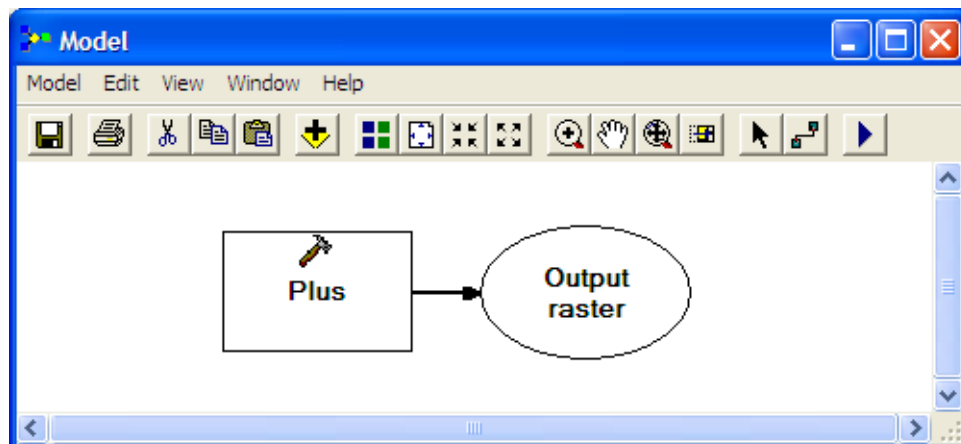 Model
Model Edit View Window Help
Plus
Output
raster